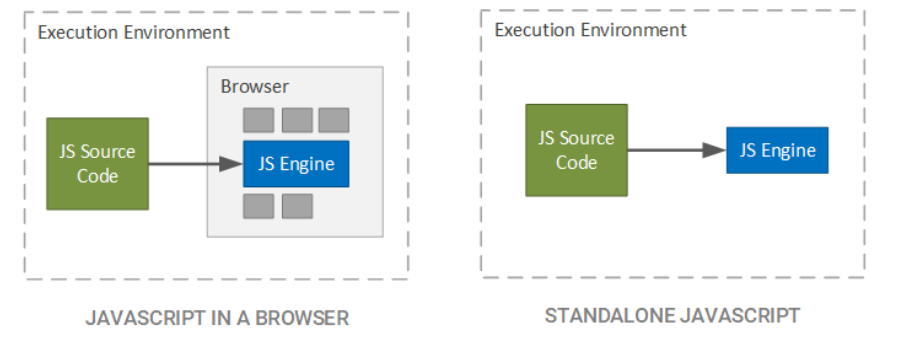 Execution Environment
Browser
JS Source
Code
JS Engine
JAVASCRIPT IN A BROWSER
Execution Environment
JS Source
Code
JS Engine
STANDALONE JAVASCRIPT